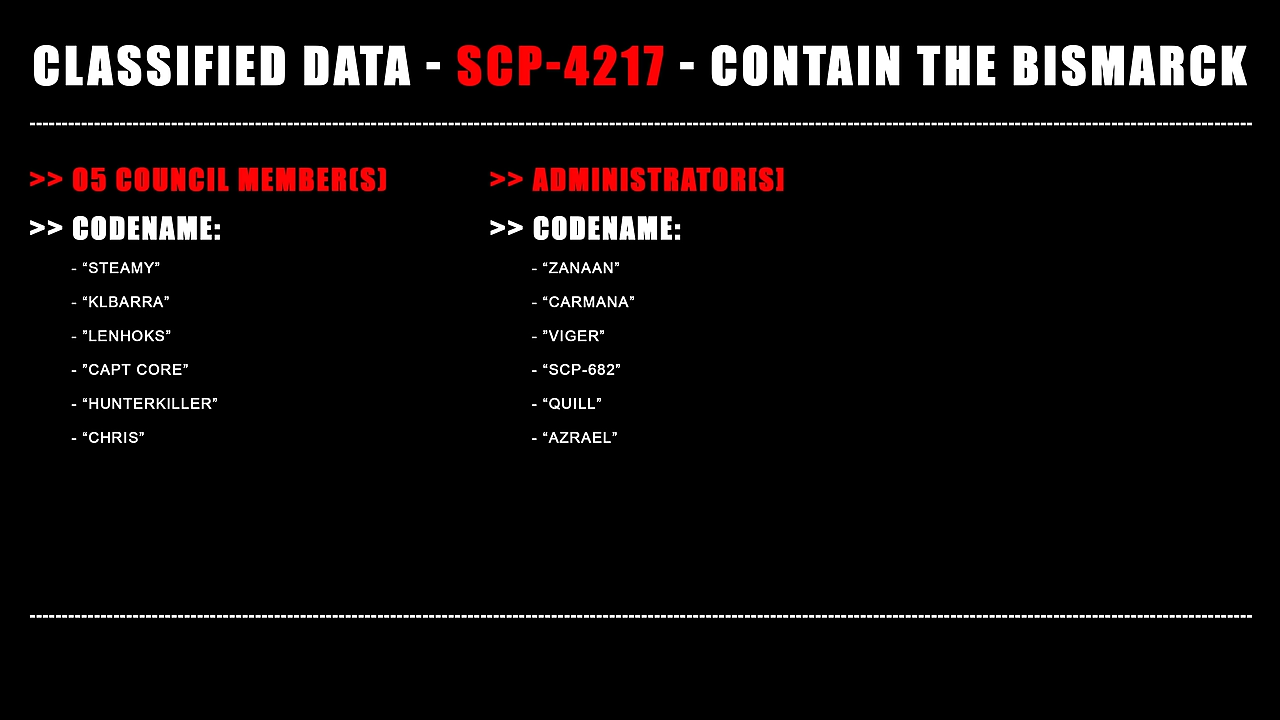 CLASSIFIED DATA - SCP-4217 - CONTAIN THE BISMARCK
>> O5 COUNCIL MEMBER(S)
>> CODENAME:
- “STEAMY”
- “KLBARRA”
- ”LENHOKS”
- ”CAPT CORE”
- “HUNTERKILLER”
- “CHRIS”
>> ADMINISTRATOR(S)
>> CODENAME:
- “ZANAAN”
- “CARMANA”
- ”VIGER”
- “SCP-682”
- “QUILL”
- “AZRAEL”